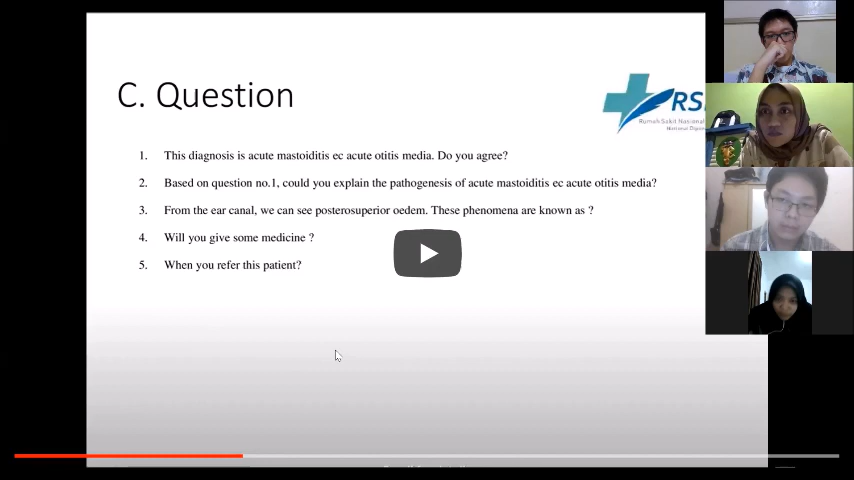 C. Question
RS
Rumah Sakit Nasional
1. This diagnosis is acute mastoiditis ec acute otitis media. Do you agree?
2. Based on question no.1, could you explain the pathogenesis of acute mastoiditis ec acute otitis media?
3. From the ear canal, we can see posterosuperior oedem. These phenomena are known as ?
4. Will you give some medicine ?
5. When you refer this patient?